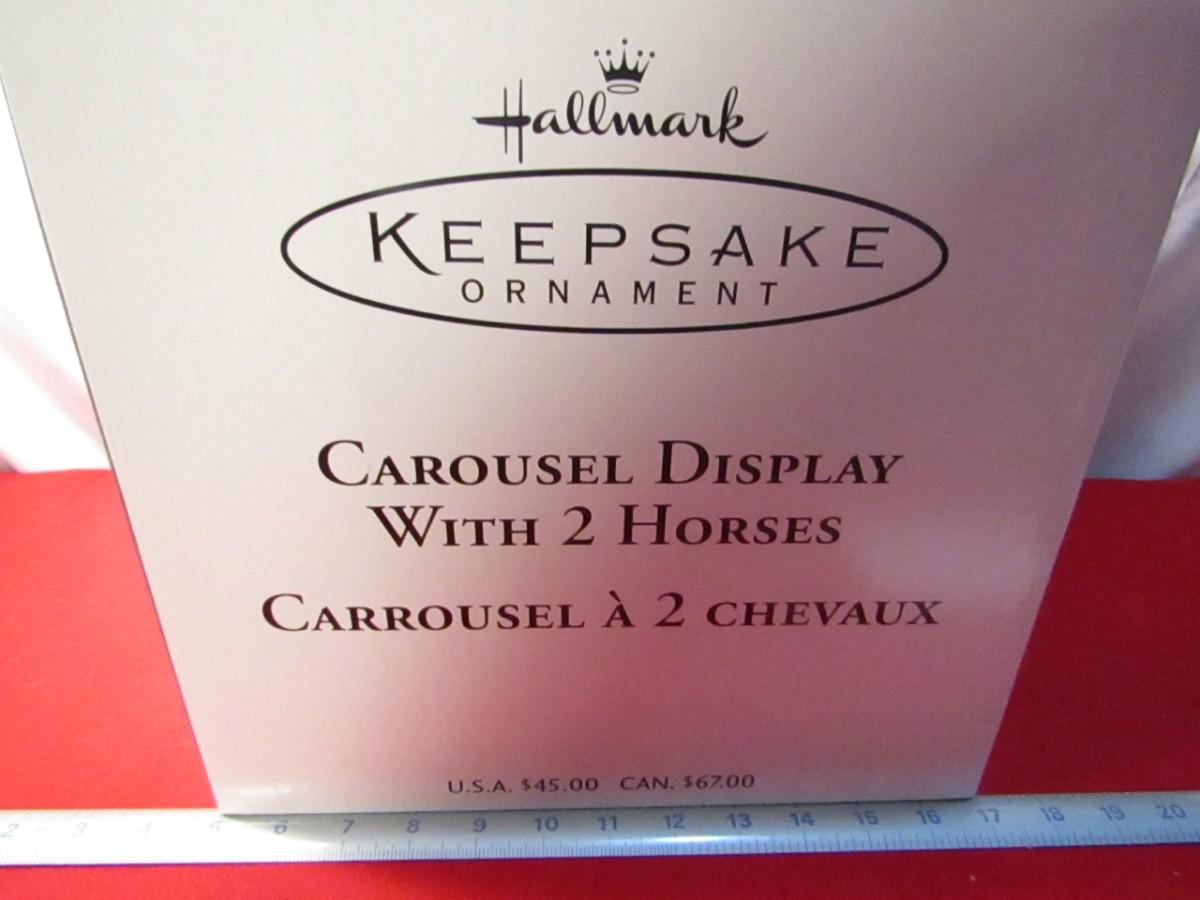 Hallmark
KEEPSAKE
ORNAMENT
CAROUSEL DISPLAY
WITH 2 HORSES
CARROUSEL À 2 CHEVAUX
U.S.A. $45.00 CAN. $67.00
2 3 4 5 6 7 8 9 10 11 12 13 14 15 16 17 18 19 20